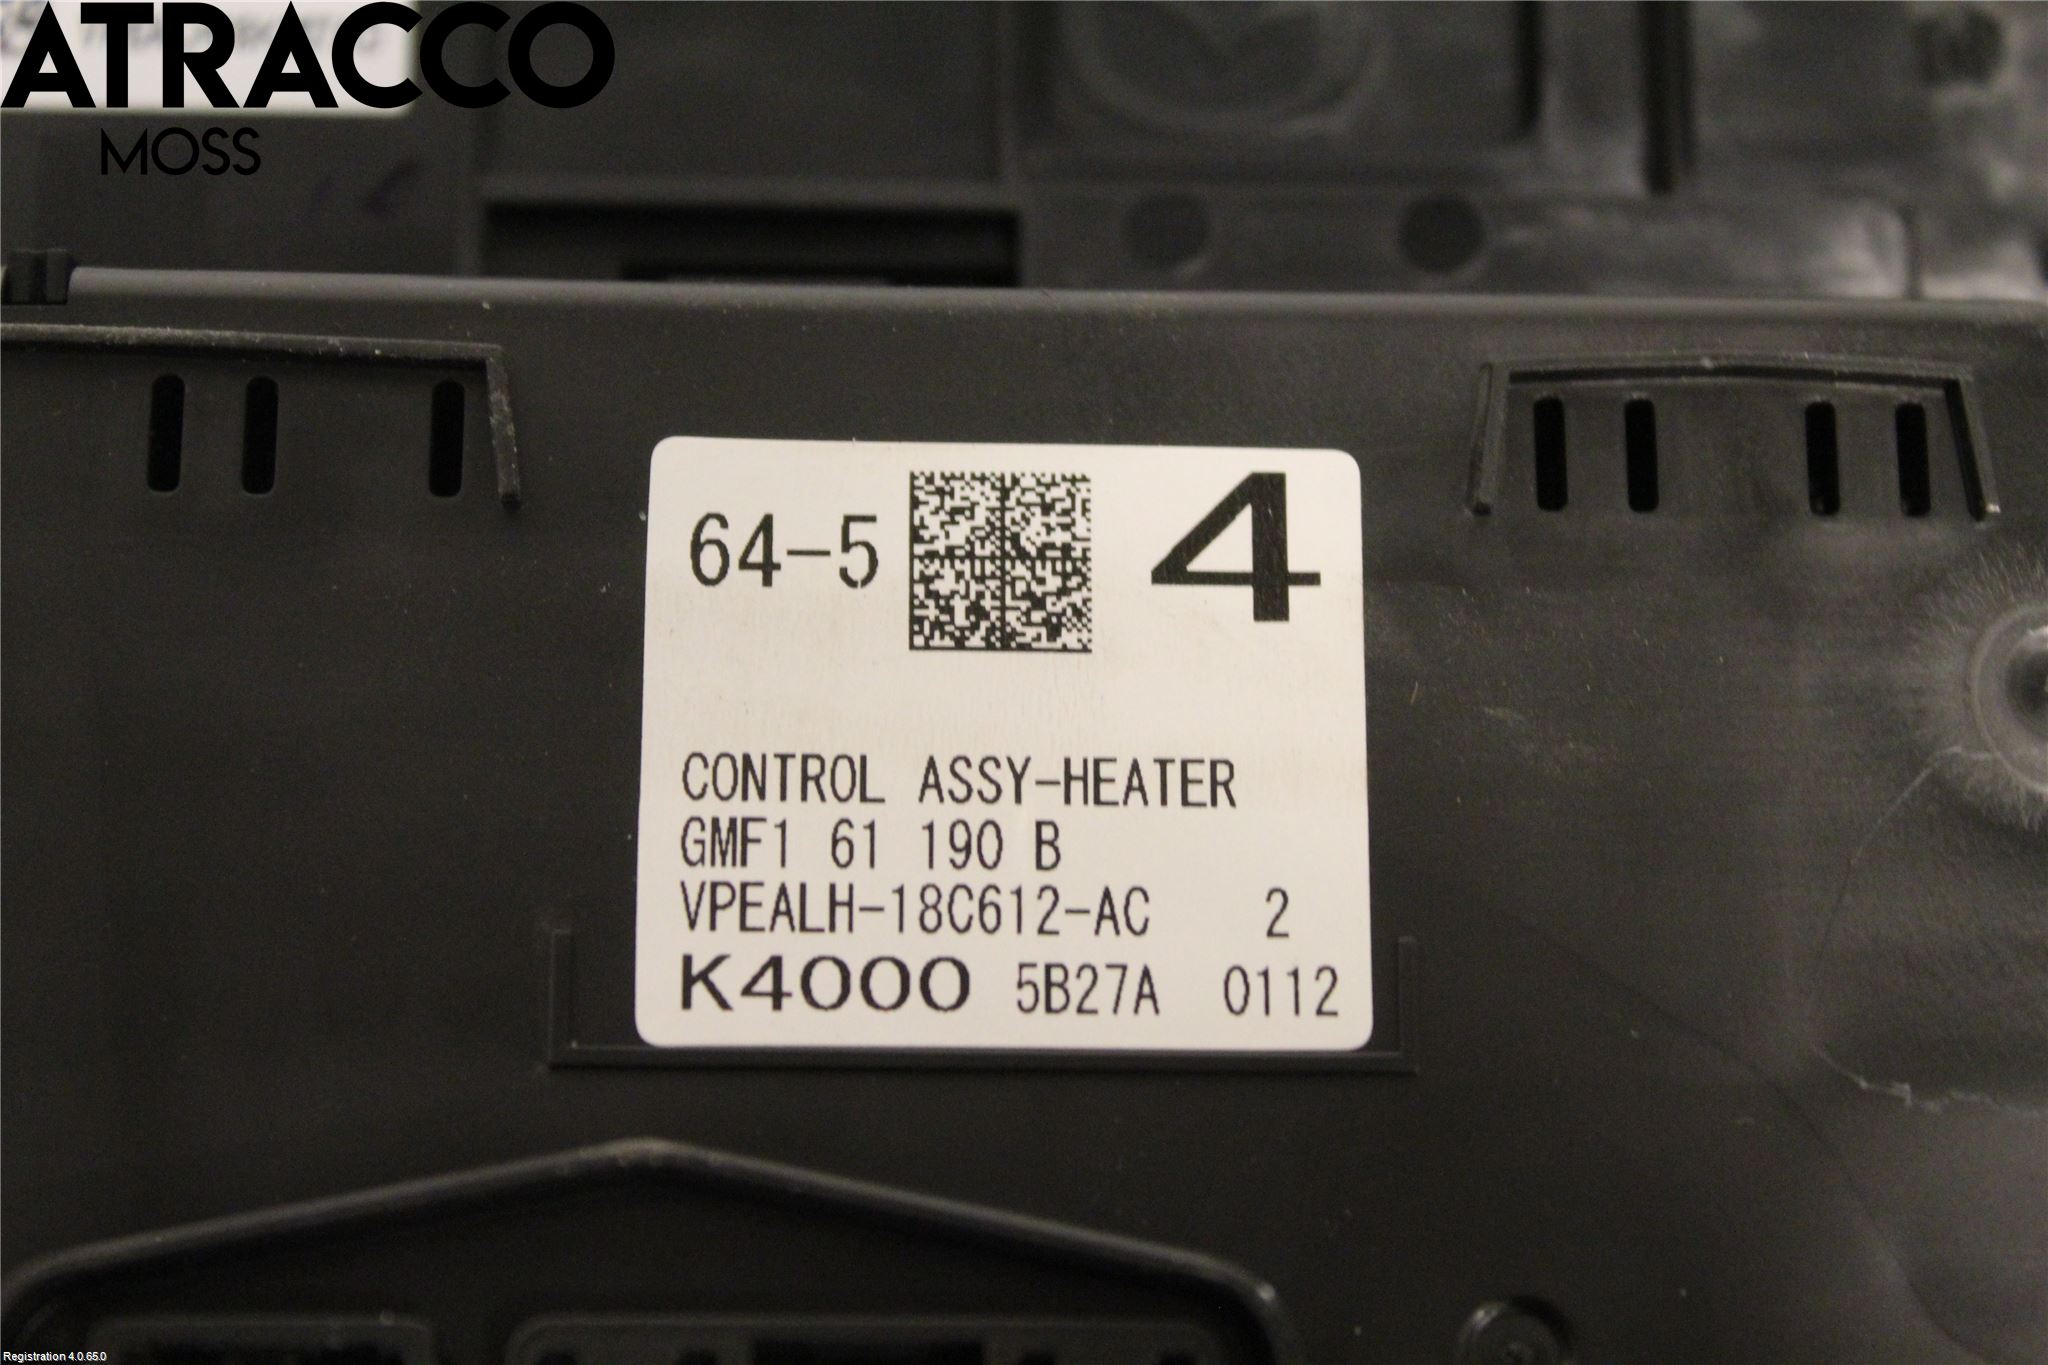 ATRACCO
MOSS
64-5
4
CONTROL ASSY-HEATER
GMF1 61 190 B
VPEALH-18C612-AC 2
K4000 5B27A 0112
Registration 4.0.65.0